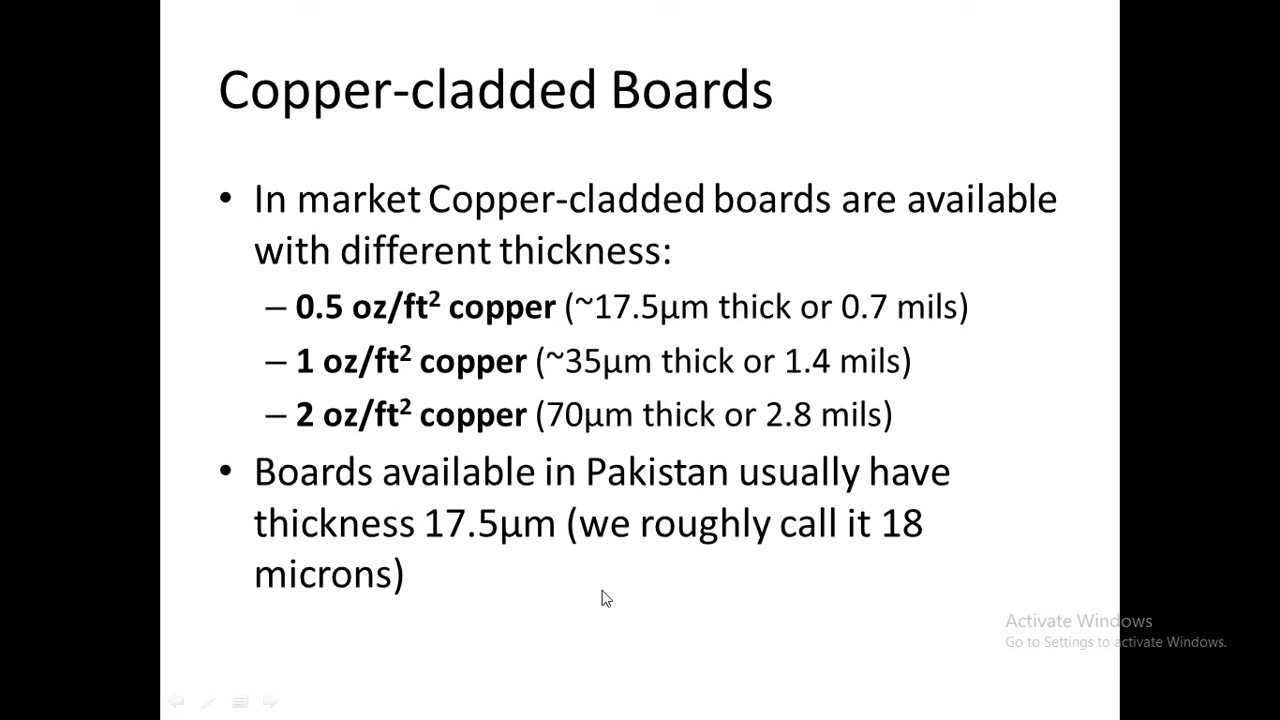 Copper-cladded Boards
• In market Copper-cladded boards are available
with different thickness:
– 0.5 oz/ft² copper (~17.5µm thick or 0.7 mils)
– 1 oz/ft² copper (~35µm thick or 1.4 mils)
– 2 oz/ft² copper (70µm thick or 2.8 mils)
• Boards available in Pakistan usually have
thickness 17.5µm (we roughly call it 18
microns)
Activate Windows
Go to Settings to activate Windows.